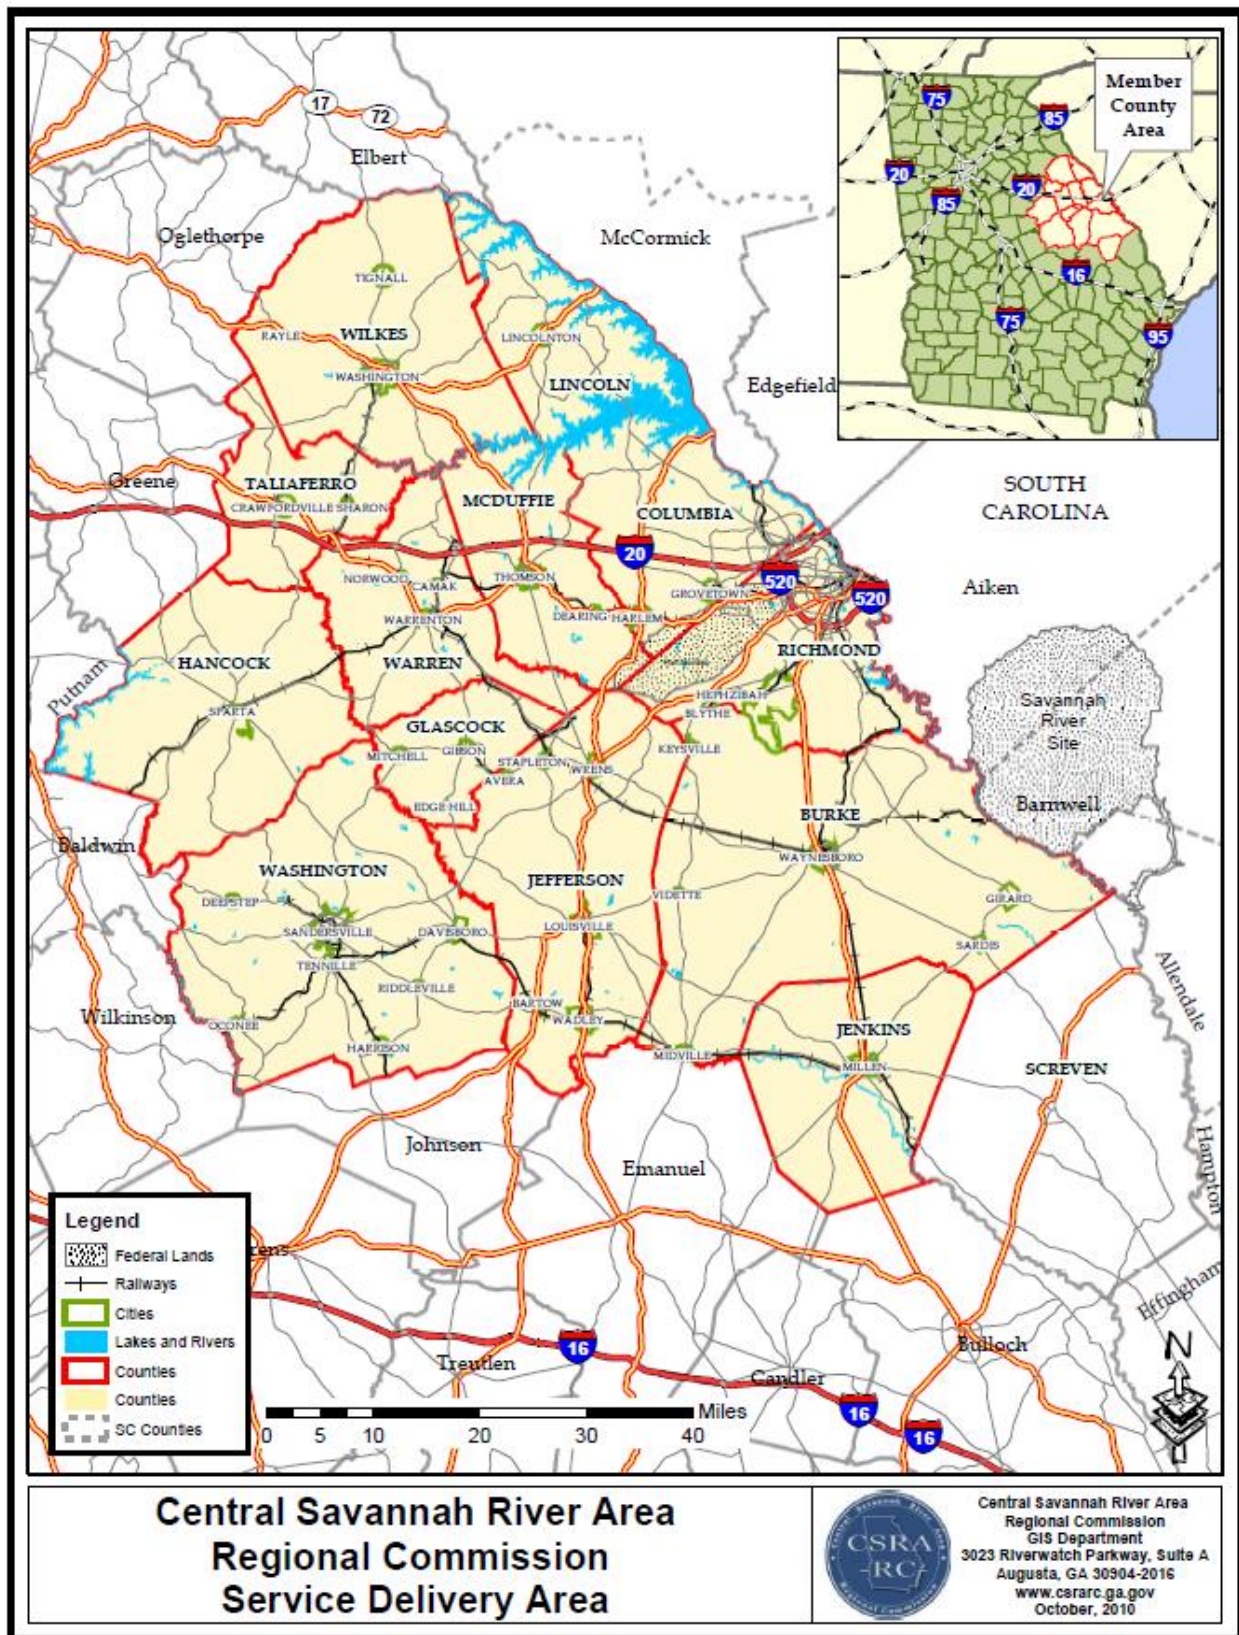 17
72
Elbert
Oglethorpe
McCormick
TIGNALL
RAYLE
WILKES
LINCOLNTON
WASHINGTON
LINCOLN
Edgefield
Member
County
Area
75
85
20
20
85
16
75
95
Greene
TALIAFERRO
CRAWFORDVILLE
SHARON
MCDUFFIE
COLUMBIA
SOUTH
CAROLINA
20
520
520
NORWOOD
CAMAK
THOMSON
GROVETOWN
Aiken
DEARING
HARLEM
WARRENTON
HANCOCK
WARREN
RICHMOND
Putnam
SPARTA
HEPHZIBAH
BLYTHE
Savannah
River
Site
GLASCOCK
MITCHELL
GIBSON
STAPLETON
KEYSVILLE
AVERA
WRENS
EDGE HILL
BURKE
Barnwell
Baldwin
WAYNESBORO
WASHINGTON
JEFFERSON
DEEPSTEP
VIDETTE
GIRARD
SANDERSVILLE
DAVISBORO
LOUISVILLE
SARDIS
TENNILLE
RIDDLEVILLE
Allendale
BARTOW
WADLEY
Wilkinson
OCONEE
HARRISON
MIDVILLE
JENKINS
MILLEN
SCREVEN
Johnson
Emanuel
Hampton
Legend
Federal Lands
Railways
Cities
Lakes and Rivers
Counties
Counties
SC Counties
rens
Effingham
16
Treutlen
Candler
Bulloch
N
16
16
Miles
0 5 10 20 30 40
Central Savannah River Area
Regional Commission
Service Delivery Area
Central Savannah River Area
CSRA
-RC-
Regional Commission
Central Savannah River Area
Regional Commission
GIS Department
3023 Riverwatch Parkway, Suite A
Augusta, GA 30904-2016
www.csrarc.ga.gov
October, 2010